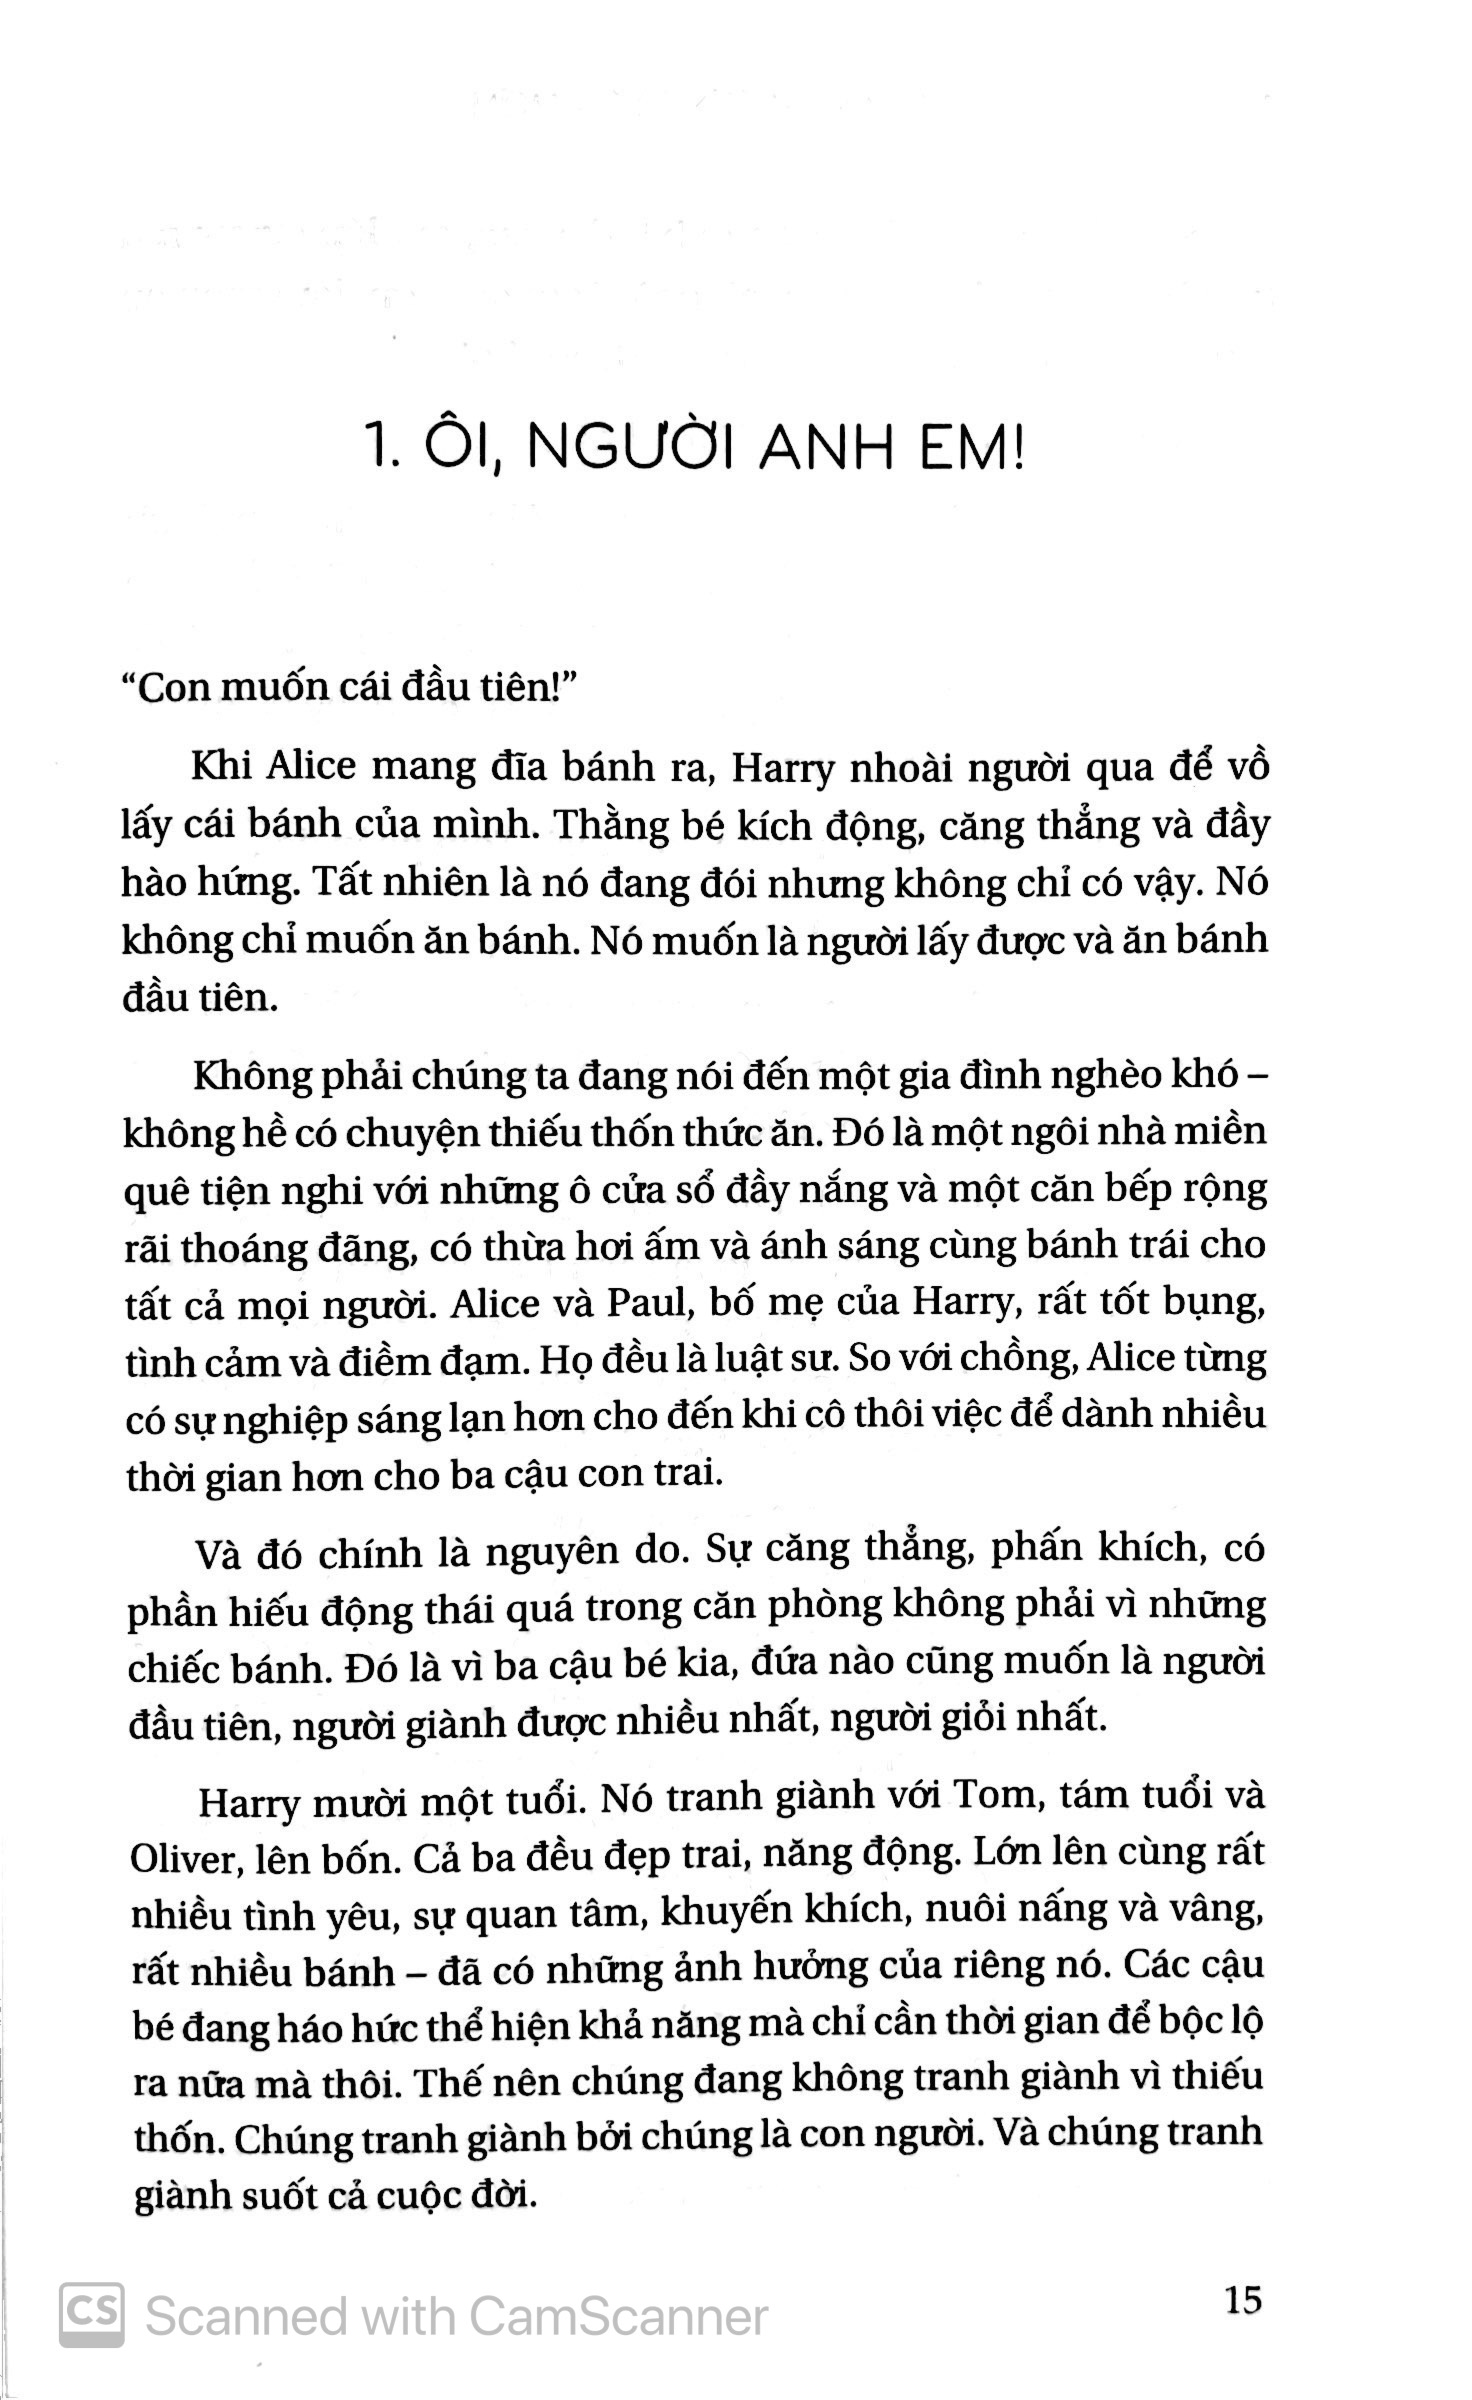 1. ÔI, NGƯỜI ANH EM!
“Con muốn cái đầu tiên!”
Khi Alice mang đĩa bánh ra, Harry nhoài người qua để vồ
lấy cái bánh của mình. Thằng bé kích động, căng thẳng và đầy
hào hứng. Tất nhiên là nó đang đói nhưng không chỉ có vậy. Nó
không chỉ muốn ăn bánh. Nó muốn là người lấy được và ăn bánh
đầu tiên.
Không phải chúng ta đang nói đến một gia đình nghèo khó –
không hề có chuyện thiếu thốn thức ăn. Đó là một ngôi nhà miền
quê tiện nghi với những ô cửa sổ đầy nắng và một căn bếp rộng
rãi thoáng đãng, có thừa hơi ấm và ánh sáng cùng bánh trái cho
tất cả mọi người. Alice và Paul, bố mẹ của Harry, rất tốt bụng,
tình cảm và điềm đạm. Họ đều là luật sư. So với chồng, Alice từng
có sự nghiệp sáng lạn hơn cho đến khi cô thôi việc để dành nhiều
thời gian hơn cho ba cậu con trai.
Và đó chính là nguyên do. Sự căng thẳng, phấn khích, có
phần hiếu động thái quá trong căn phòng không phải vì những
chiếc bánh. Đó là vì ba cậu bé kia, đứa nào cũng muốn là người
đầu tiên, người giành được nhiều nhất, người giỏi nhất.
Harry mười một tuổi. Nó tranh giành với Tom, tám tuổi và
Oliver, lên bốn. Cả ba đều đẹp trai, năng động. Lớn lên cùng rất
nhiều tình yêu, sự quan tâm, khuyến khích, nuôi nấng và vâng,
rất nhiều bánh – đã có những ảnh hưởng của riêng nó. Các cậu
bé đang háo hức thể hiện khả năng mà chỉ cần thời gian để bộc lộ
ra nữa mà thôi. Thế nên chúng đang không tranh giành vì thiếu
thốn. Chúng tranh giành bởi chúng là con người. Và chúng tranh
giành suốt cả cuộc đời.
15
CS Scanned with CamScanner